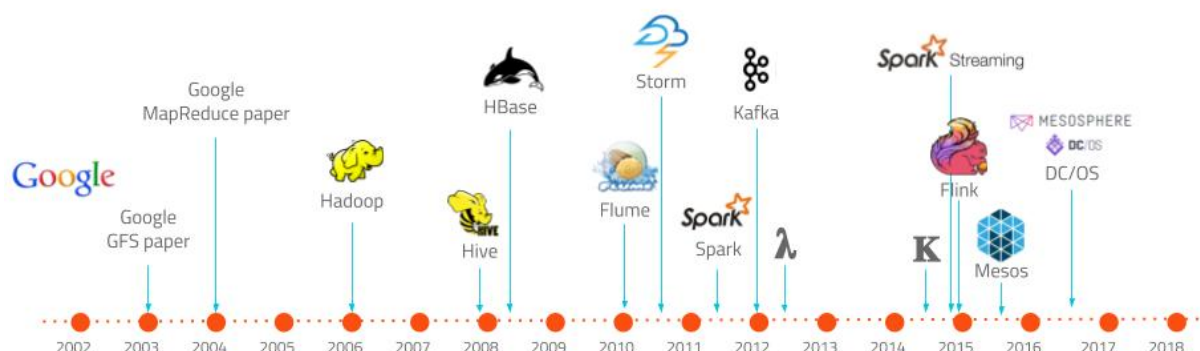 Google
Google
GFS paper
Google
MapReduce paper
Hadoop
HIVE
Hive
HBase
Flume
Flume
Storm
Spark
Spark
Kafka
λ
K
Spark Streaming
Flink
Mesos
MESOSPHERE
DC/OS
DC/OS
2002 2003 2004 2005 2006 2007 2008 2009 2010 2011 2012 2013 2014 2015 2016 2017 2018